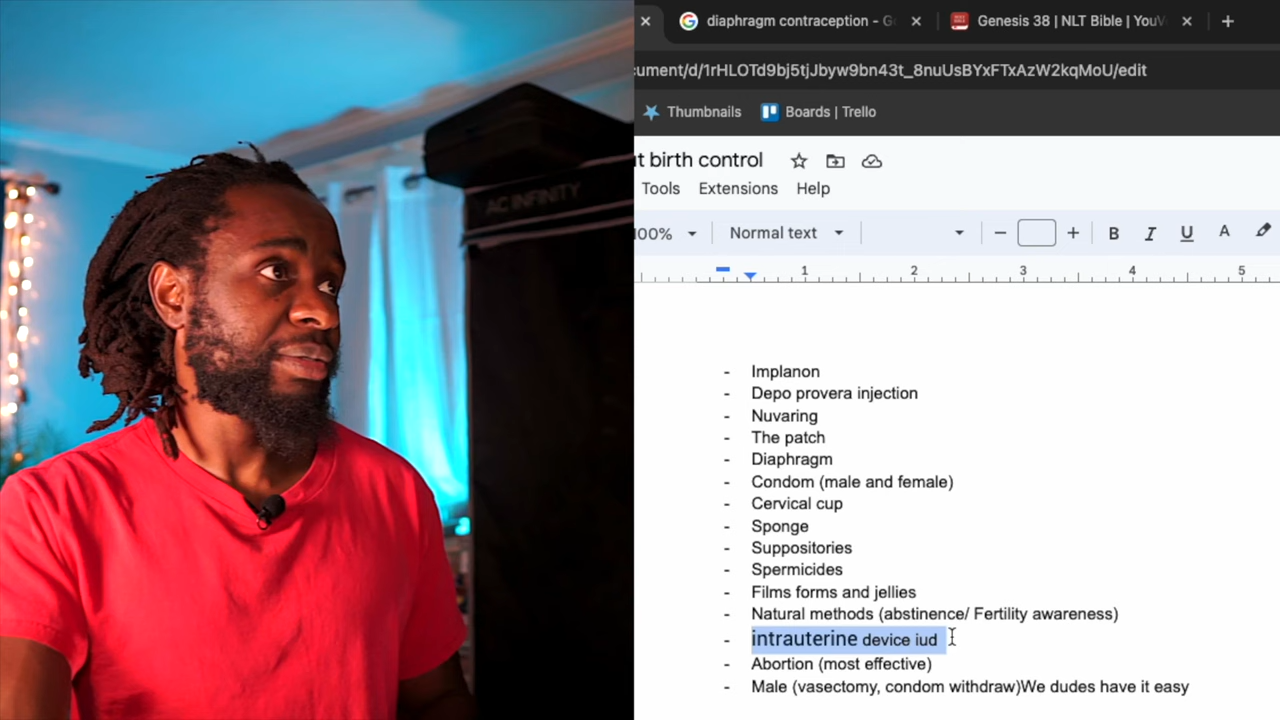 diaphragm contraception - G
Genesis 38 | NLT Bible | YouV
ument/d/1rHLOTd9bj5tjJbyw9bn43t_8nuUsBYxFTxAzW2kqMoU/edit
Thumbnails
Boards | Trello
ut birth control
Tools Extensions Help
100% Normal text B I U A
1 2 3 4 5
AC INFINITY
- Implanon
- Depo provera injection
- Nuvaring
- The patch
- Diaphragm
- Condom (male and female)
- Cervical cup
- Sponge
- Suppositories
- Spermicides
- Films forms and jellies
- Natural methods (abstinence/ Fertility awareness)
- intrauterine device iud
- Abortion (most effective)
- Male (vasectomy, condom withdraw)We dudes have it easy